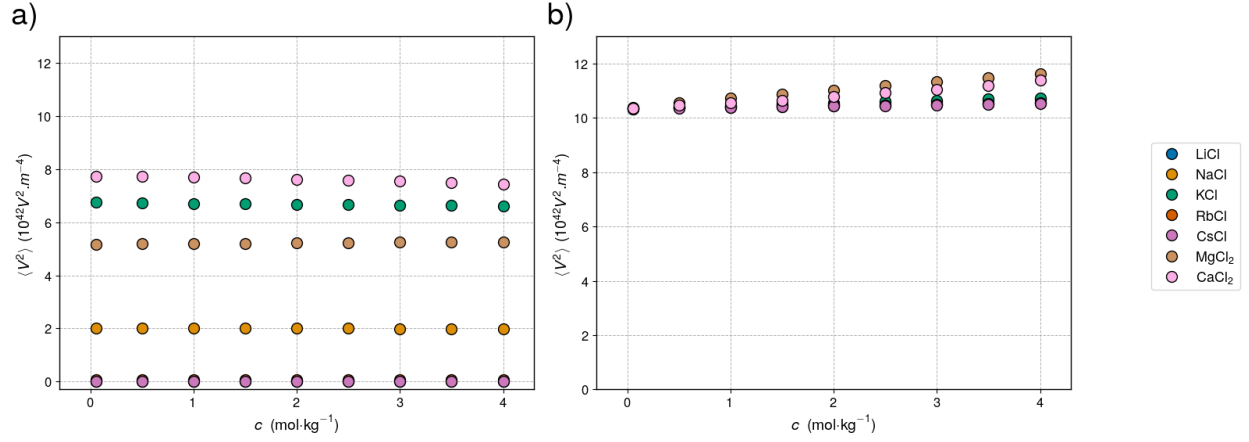 a)
12
10
8
6
4
2
0
⟨V²⟩ (10⁴²V².m⁻⁴)
0 1 2 3 4
c (mol·kg⁻¹)
b)
12
10
8
6
4
2
0
⟨V²⟩ (10⁴²V².m⁻⁴)
0 1 2 3 4
c (mol·kg⁻¹)
LiCl
NaCl
KCl
RbCl
CsCl
MgCl₂
CaCl₂